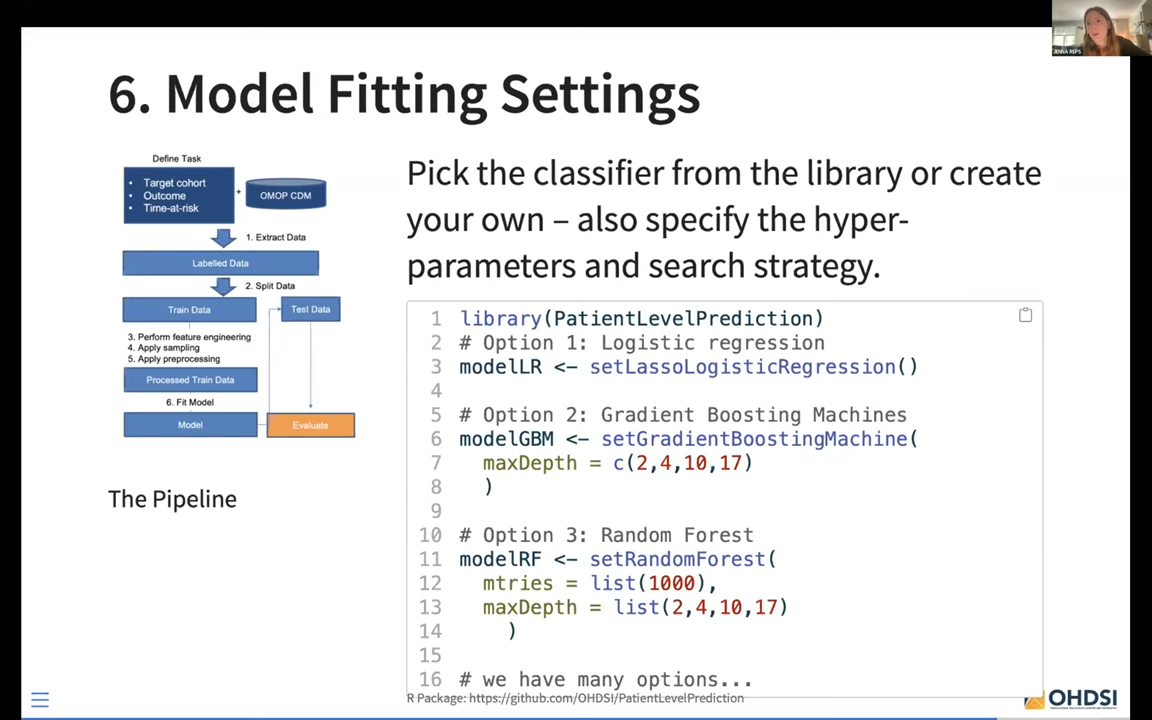 JENNA REPS
6. Model Fitting Settings
Define Task
• Target cohort
• Outcome
• Time-at-risk
+
OMOP CDM
1. Extract Data
Labelled Data
2. Split Data
Train Data
Test Data
3. Perform feature engineering
4. Apply sampling
5. Apply preprocessing
Processed Train Data
6. Fit Model
Model
Evaluate
The Pipeline
Pick the classifier from the library or create
your own – also specify the hyper-
parameters and search strategy.
1 library(PatientLevelPrediction)
2 # Option 1: Logistic regression
3 modelLR <- setLassoLogisticRegression()
4
5 # Option 2: Gradient Boosting Machines
6 modelGBM <- setGradientBoostingMachine(
7   maxDepth = c(2,4,10,17)
8   )
9
10 # Option 3: Random Forest
11 modelRF <- setRandomForest(
12   mtries = list(1000),
13   maxDepth = list(2,4,10,17)
14     )
15
16 # we have many options...
R Package: https://github.com/OHDSI/PatientLevelPrediction
OHDSI